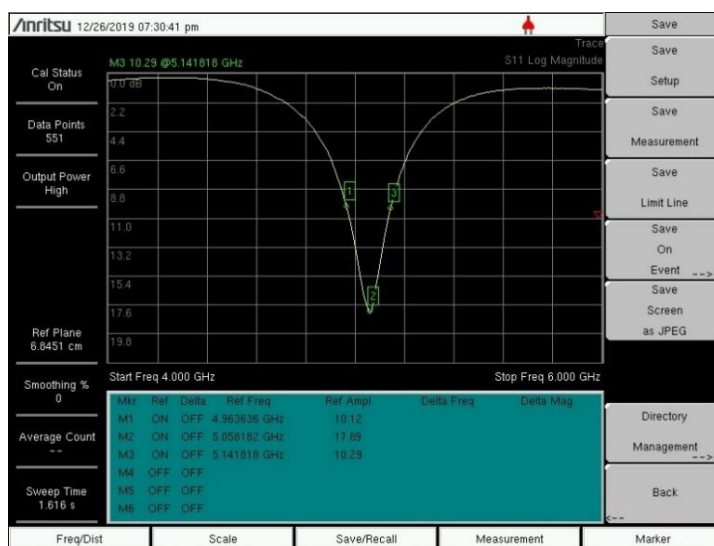 Anritsu 12/26/2019 07:30:41 pm
Save
Trace
M3 10.29 @5.141818 GHz
S11 Log Magnitude
Cal Status
On
Data Points
551
Output Power
High
Ref Plane
6.8451 cm
Smoothing %
0
Average Count
--
Sweep Time
1.616 s
0.0 dB
2.2
4.4
6.6
8.8
11.0
13.2
15.4
17.6
19.8
1
3
2
Start Freq 4.000 GHz
Stop Freq 6.000 GHz
Mkr Ref Delta Ref Freq Ref Ampl Delta Freq Delta Mag
M1 ON OFF 4.963636 GHz 10.12
M2 ON OFF 5.058182 GHz 17.69
M3 ON OFF 5.141818 GHz 10.29
M4 OFF OFF
M5 OFF OFF
M6 OFF OFF
Save
Setup
Save
Measurement
Save
Limit Line
Save
On
Event -->
Save
Screen
as JPEG
Directory
Management -->
Back
<--
Freq/Dist
Scale
Save/Recall
Measurement
Marker